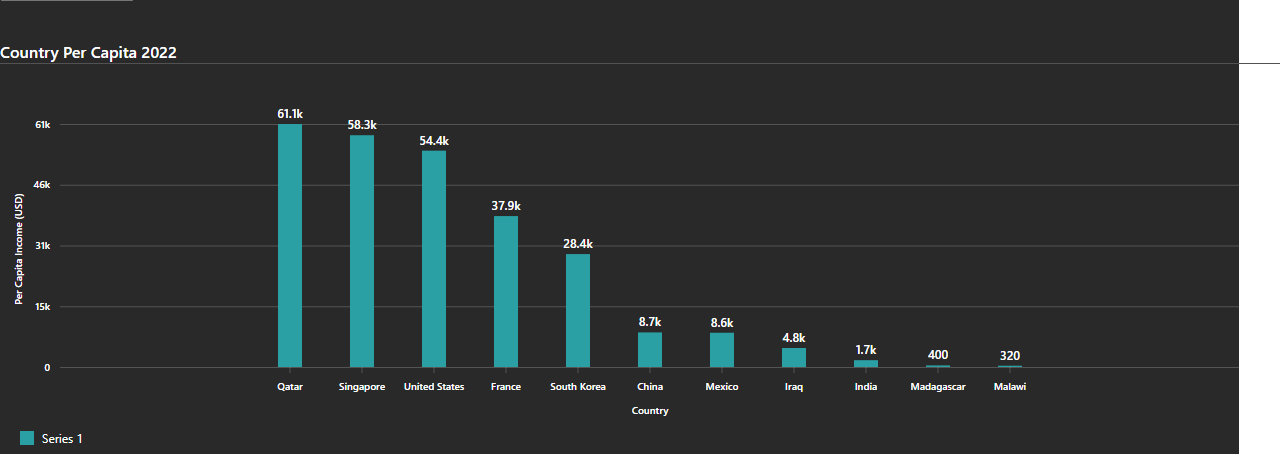 Country Per Capita 2022
61.1k
58.3k
54.4k
37.9k
28.4k
8.7k
8.6k
4.8k
1.7k
400
320
61k
46k
31k
15k
0
Per Capita Income (USD)
Qatar Singapore United States France South Korea China Mexico Iraq India Madagascar Malawi
Country
Series 1